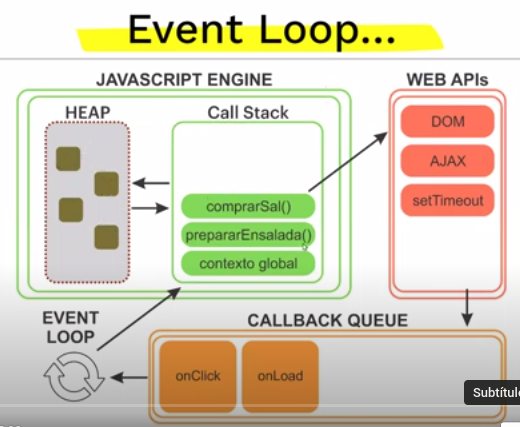 Event Loop...
JAVASCRIPT ENGINE
WEB APIs
HEAP
Call Stack
DOM
AJAX
setTimeout
comprarSal()
prepararEnsalada()
contexto global
EVENT
LOOP
CALLBACK QUEUE
onClick
onLoad